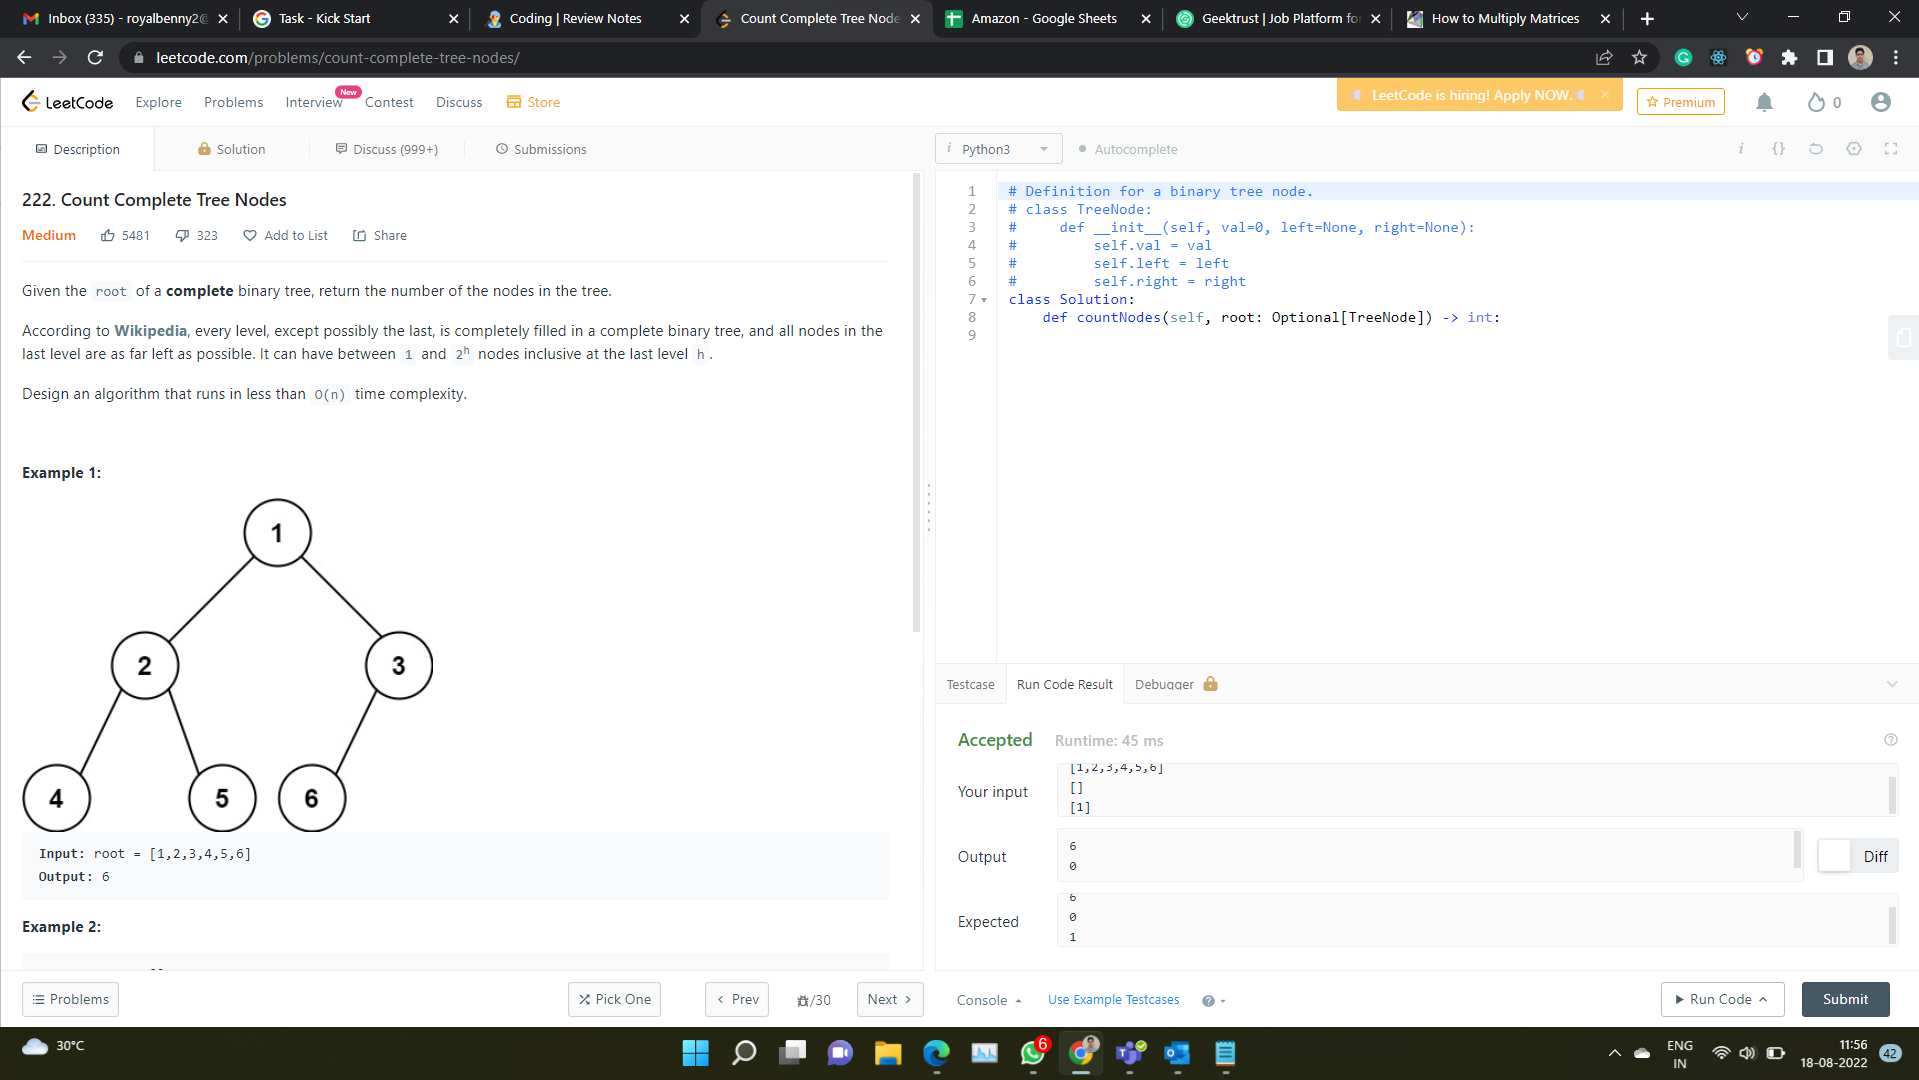 Inbox (335) - royalbenny2@
Task - Kick Start
Coding | Review Notes
Count Complete Tree Node
Amazon - Google Sheets
Geektrust | Job Platform fo
How to Multiply Matrices
leetcode.com/problems/count-complete-tree-nodes/
LeetCode
Explore
Problems
Interview
New
Contest
Discuss
Store
LeetCode is hiring! Apply NOW.
Premium
0
Description
Solution
Discuss (999+)
Submissions
222. Count Complete Tree Nodes
Medium
5481
323
Add to List
Share
Given the root of a complete binary tree, return the number of the nodes in the tree.
According to Wikipedia, every level, except possibly the last, is completely filled in a complete binary tree, and all nodes in the
last level are as far left as possible. It can have between 1 and 2h nodes inclusive at the last level h.
Design an algorithm that runs in less than O(n) time complexity.
Example 1:
1
2
3
4
5
6
Input: root = [1,2,3,4,5,6]
Output: 6
Example 2:
Problems
Pick One
Prev
/30
Next
i Python3
Autocomplete
i
{}
1 # Definition for a binary tree node.
2 # class TreeNode:
3 #     def __init__(self, val=0, left=None, right=None):
4 #         self.val = val
5 #         self.left = left
6 #         self.right = right
7 class Solution:
8     def countNodes(self, root: Optional[TreeNode]) -> int:
9
Testcase
Run Code Result
Debugger
Accepted
Runtime: 45 ms
Your input
[1,2,3,4,5,6]
[]
[1]
Output
6
0
Diff
Expected
6
0
1
Console
Use Example Testcases
?
Run Code
Submit
30°C
6
ENG
IN
11:56
18-08-2022
42